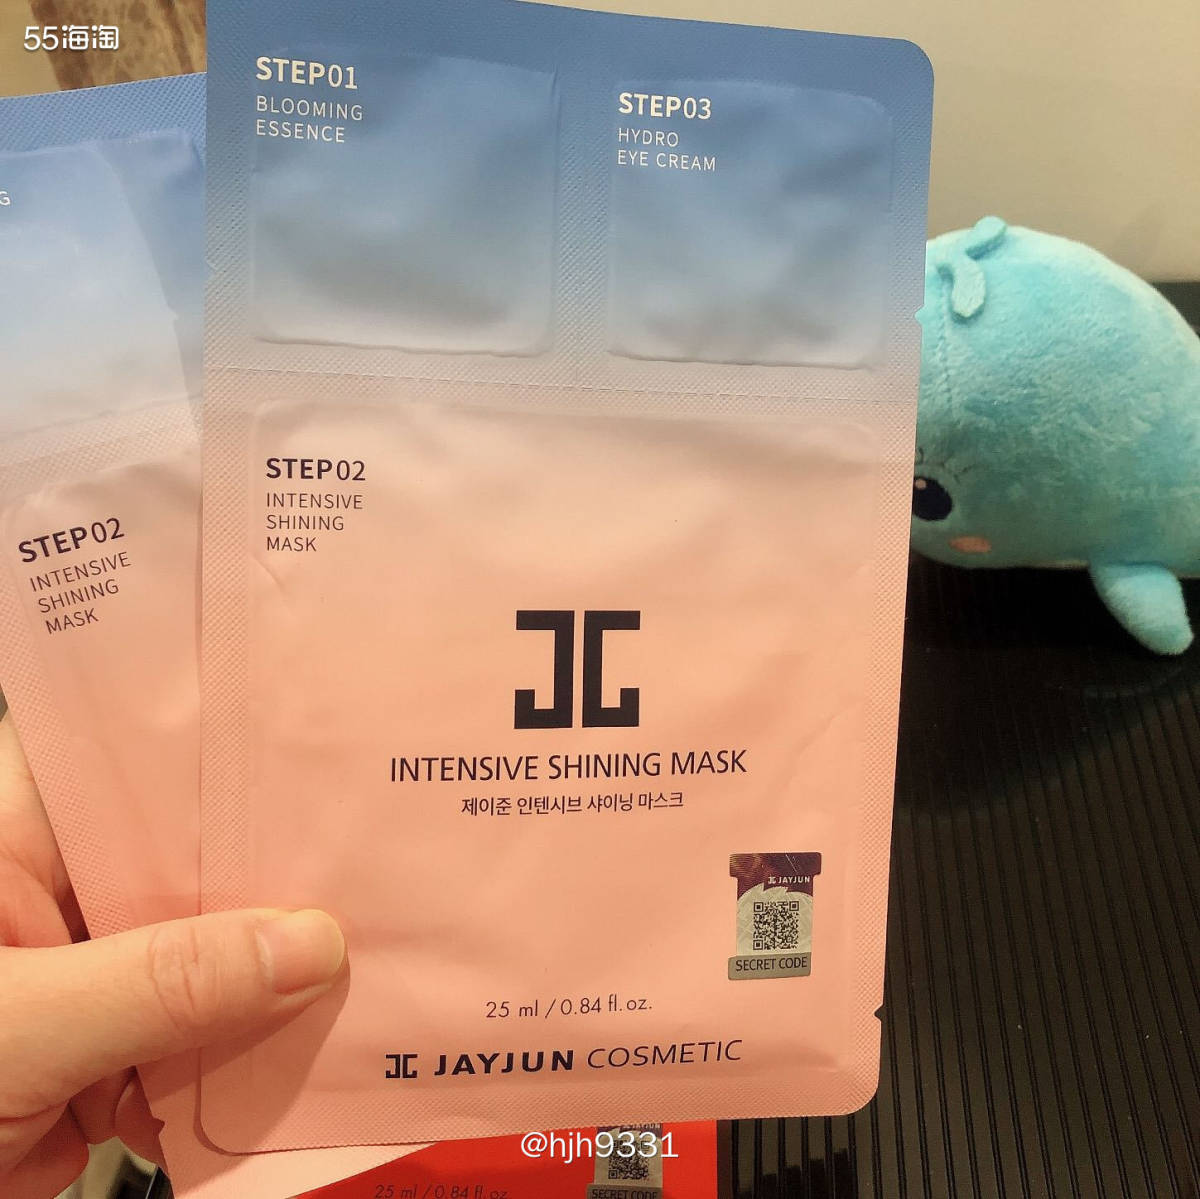 55海淘
STEP01
BLOOMING
ESSENCE
STEP03
HYDRO
EYE CREAM
G
STEP02
INTENSIVE
SHINING
MASK
STEP02
INTENSIVE
SHINING
MASK
JC
INTENSIVE SHINING MASK
제이준 인텐시브 샤이닝 마스크
JAYJUN
SECRET CODE
25 ml / 0.84 fl. oz.
JAYJUN COSMETIC
@hjh9331
JAYJUN
25 ml / 0.84 fl. oz.
SECRET CODE